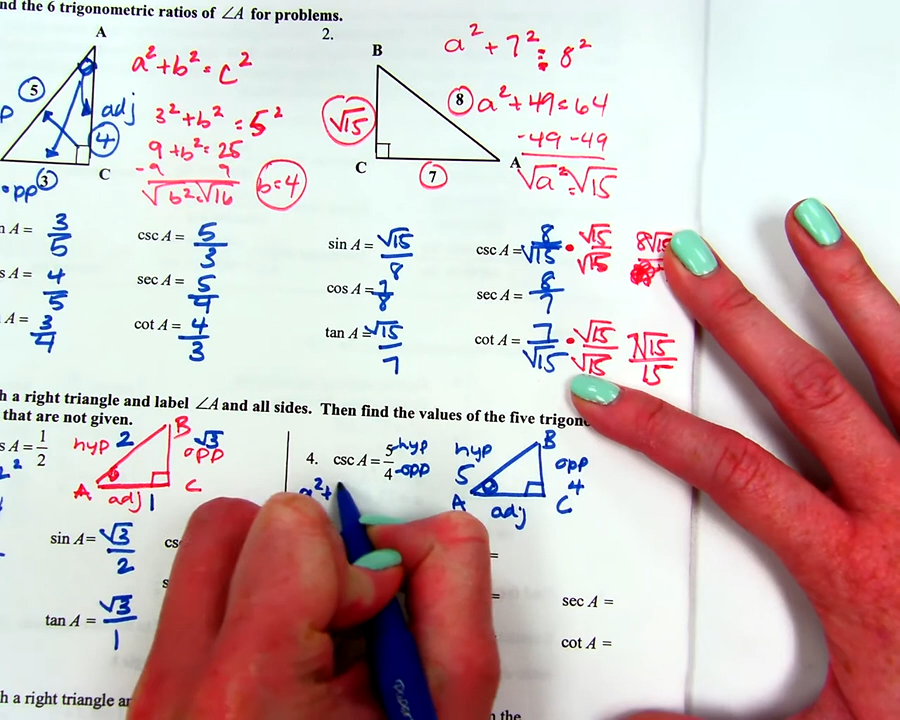 nd the 6 trigonometric ratios of ∠A for problems.
A
5
adj
4
3
opp
C
a² + b² = c²
3² + b² = 5²
9 + b² = 25
-9 9
√b² = √16
b = 4
A = 3/5
csc A = 5/3
s A = 4/5
sec A = 5/4
A = 3/4
cot A = 4/3
2.
B
√15
8
C
7
A
a² + 7² = 8²
a² + 49 = 64
-49 -49
√a² = √15
sin A = √15/8
csc A = 8/√15 • √15/√15 8√15
cos A = 7/8
sec A = 8/7
tan A = √15/7
cot A = 7/√15 • √15/√15 7√15/15
h a right triangle and label ∠A and all sides. Then find the values of the five trigon
that are not given.
s A = 1/2
hyp 2
B
√3
opp
A
adj 1
C
sin A = √3/2
cs
tan A = √3/1
4. csc A = 5/4
hyp
opp
a² +
hyp
5
B
opp
4
A
adj
C
=
=
sec A =
cot A =
h a right triangle an
n the